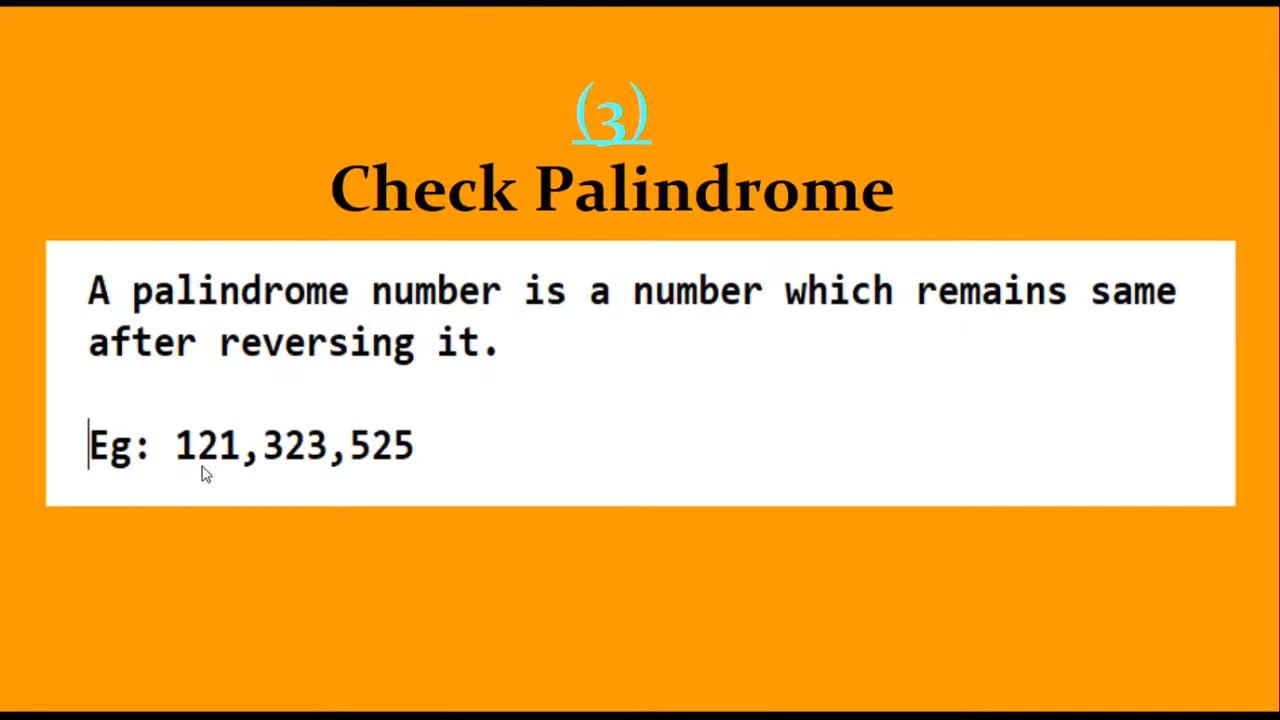 (3)
Check Palindrome
A palindrome number is a number which remains same
after reversing it.
Eg: 121,323,525